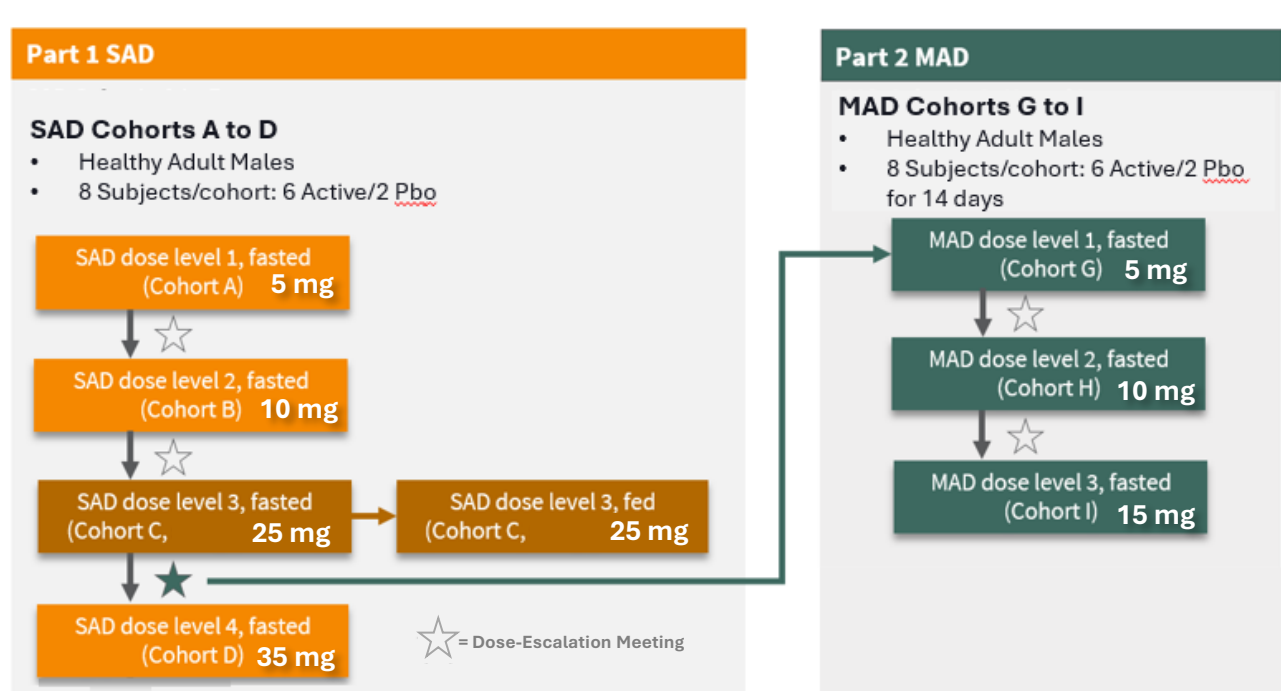 Part 1 SAD
SAD Cohorts A to D
• Healthy Adult Males
• 8 Subjects/cohort: 6 Active/2 Pbo
SAD dose level 1, fasted
(Cohort A) 5 mg
SAD dose level 2, fasted
(Cohort B) 10 mg
SAD dose level 3, fasted
(Cohort C, 25 mg
SAD dose level 3, fed
(Cohort C, 25 mg
SAD dose level 4, fasted
(Cohort D) 35 mg
= Dose-Escalation Meeting
Part 2 MAD
MAD Cohorts G to I
• Healthy Adult Males
• 8 Subjects/cohort: 6 Active/2 Pbo
for 14 days
MAD dose level 1, fasted
(Cohort G) 5 mg
MAD dose level 2, fasted
(Cohort H) 10 mg
MAD dose level 3, fasted
(Cohort I) 15 mg